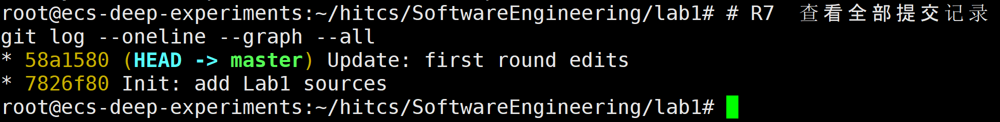 root@ecs-deep-experiments:~/hitcs/SoftwareEngineering/lab1# # R7 查看全部提交记录
git log --oneline --graph --all
* 58a1580 (HEAD -> master) Update: first round edits
* 7826f80 Init: add Lab1 sources
root@ecs-deep-experiments:~/hitcs/SoftwareEngineering/lab1#